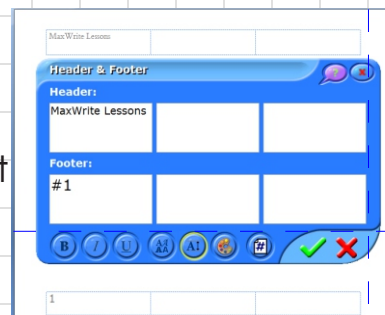 MaxWrite Lessons
Header & Footer
?
x
Header:
MaxWrite Lessons
Footer:
t
#1
B I U A↕ #
1